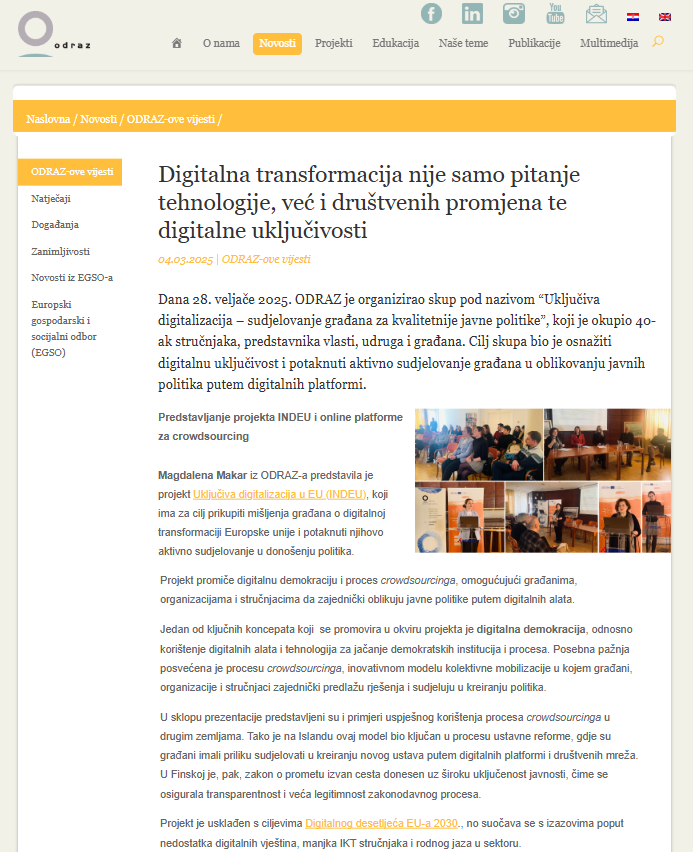 odraz
O nama
Novosti
Projekti
Edukacija
Naše teme
Publikacije
Multimedija
You
Tube
Naslovna / Novosti / ODRAZ-ove vijesti /
ODRAZ-ove vijesti
Natječaji
Događanja
Zanimljivosti
Novosti iz EGSO-a
Europski
gospodarski i
socijalni odbor
(EGSO)
Digitalna transformacija nije samo pitanje
tehnologije, već i društvenih promjena te
digitalne uključivosti
04.03.2025 | ODRAZ-ove vijesti
Dana 28. veljače 2025. ODRAZ je organizirao skup pod nazivom “Uključiva
digitalizacija – sudjelovanje građana za kvalitetnije javne politike”, koji je okupio 40-
ak stručnjaka, predstavnika vlasti, udruga i građana. Cilj skupa bio je osnažiti
digitalnu uključivost i potaknuti aktivno sudjelovanje građana u oblikovanju javnih
politika putem digitalnih platformi.
Predstavljanje projekta INDEU i online platforme
za crowdsourcing
Magdalena Makar iz ODRAZ-a predstavila je
projekt Uključiva digitalizacija u EU (INDEU), koji
ima za cilj prikupiti mišljenja građana o digitalnoj
transformaciji Europske unije i potaknuti njihovo
aktivno sudjelovanje u donošenju politika.
Projekt promiče digitalnu demokraciju i proces crowdsourcinga, omogućujući građanima,
organizacijama i stručnjacima da zajednički oblikuju javne politike putem digitalnih alata.
Jedan od ključnih koncepata koji se promovira u okviru projekta je digitalna demokracija, odnosno
korištenje digitalnih alata i tehnologija za jačanje demokratskih institucija i procesa. Posebna pažnja
posvećena je procesu crowdsourcinga, inovativnom modelu kolektivne mobilizacije u kojem građani,
organizacije i stručnjaci zajednički predlažu rješenja i sudjeluju u kreiranju politika.
U sklopu prezentacije predstavljeni su i primjeri uspješnog korištenja procesa crowdsourcinga u
drugim zemljama. Tako je na Islandu ovaj model bio ključan u procesu ustavne reforme, gdje su
građani imali priliku sudjelovati u kreiranju novog ustava putem digitalnih platformi i društvenih mreža.
U Finskoj je, pak, zakon o prometu izvan cesta donesen uz široku uključenost javnosti, čime se
osigurala transparentnost i veća legitimnost zakonodavnog procesa.
Projekt je usklađen s ciljevima Digitalnog desetljeća EU-a 2030., no suočava se s izazovima poput
nedostatka digitalnih vještina, manjka IKT stručnjaka i rodnog jaza u sektoru.